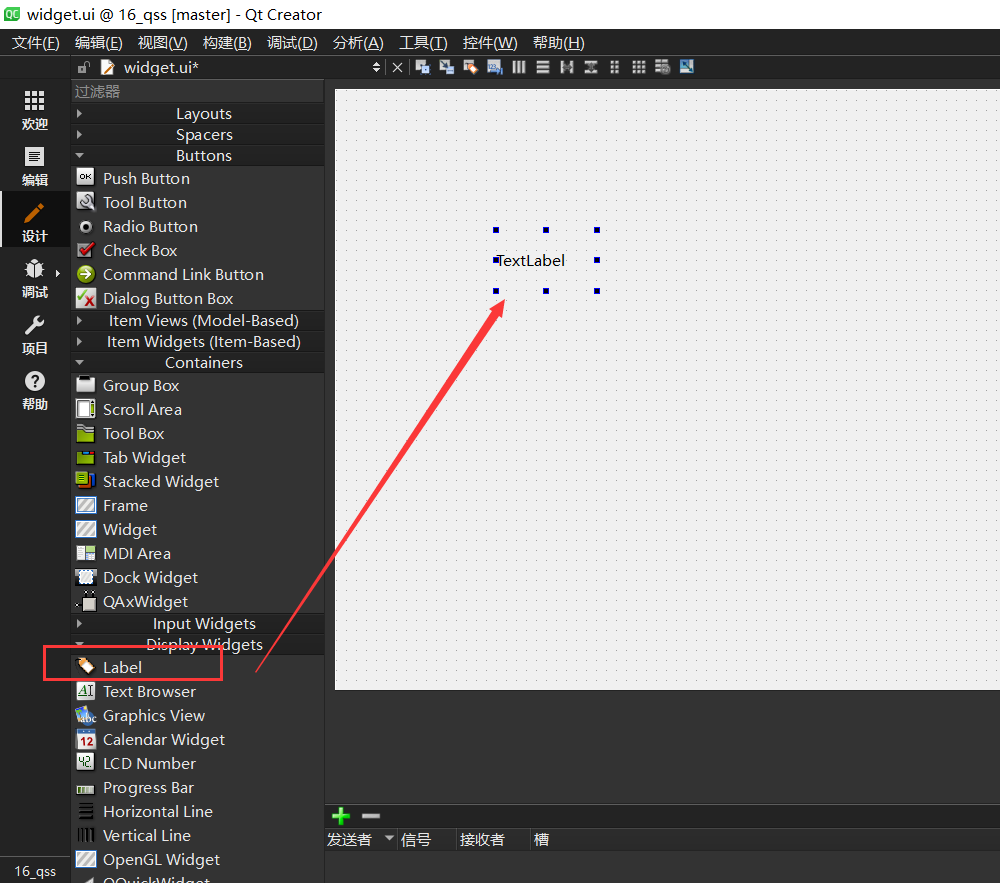 widget.ui @ 16_qss [master] - Qt Creator
文件(F) 编辑(E) 视图(V) 构建(B) 调试(D) 分析(A) 工具(T) 控件(W) 帮助(H)
widget.ui*
欢迎
编辑
设计
调试
项目
帮助
16_qss
过滤器
Layouts
Spacers
Buttons
Push Button
Tool Button
Radio Button
Check Box
Command Link Button
Dialog Button Box
Item Views (Model-Based)
Item Widgets (Item-Based)
Containers
Group Box
Scroll Area
Tool Box
Tab Widget
Stacked Widget
Frame
Widget
MDI Area
Dock Widget
QAxWidget
Input Widgets
Display Widgets
Label
Text Browser
Graphics View
Calendar Widget
LCD Number
Progress Bar
Horizontal Line
Vertical Line
OpenGL Widget
QQuickWidget
TextLabel
发送者 信号 接收者 槽